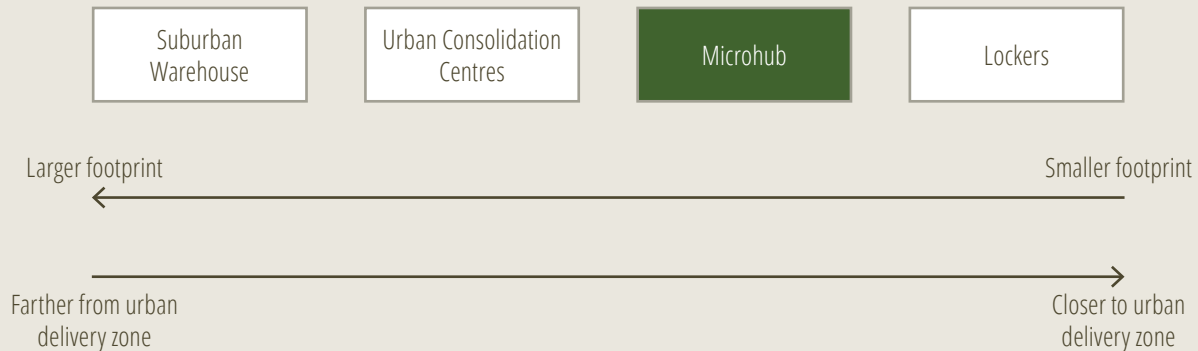 Suburban
Warehouse
Urban Consolidation
Centres
Microhub
Lockers
Larger footprint
Smaller footprint
Farther from urban
delivery zone
Closer to urban
delivery zone